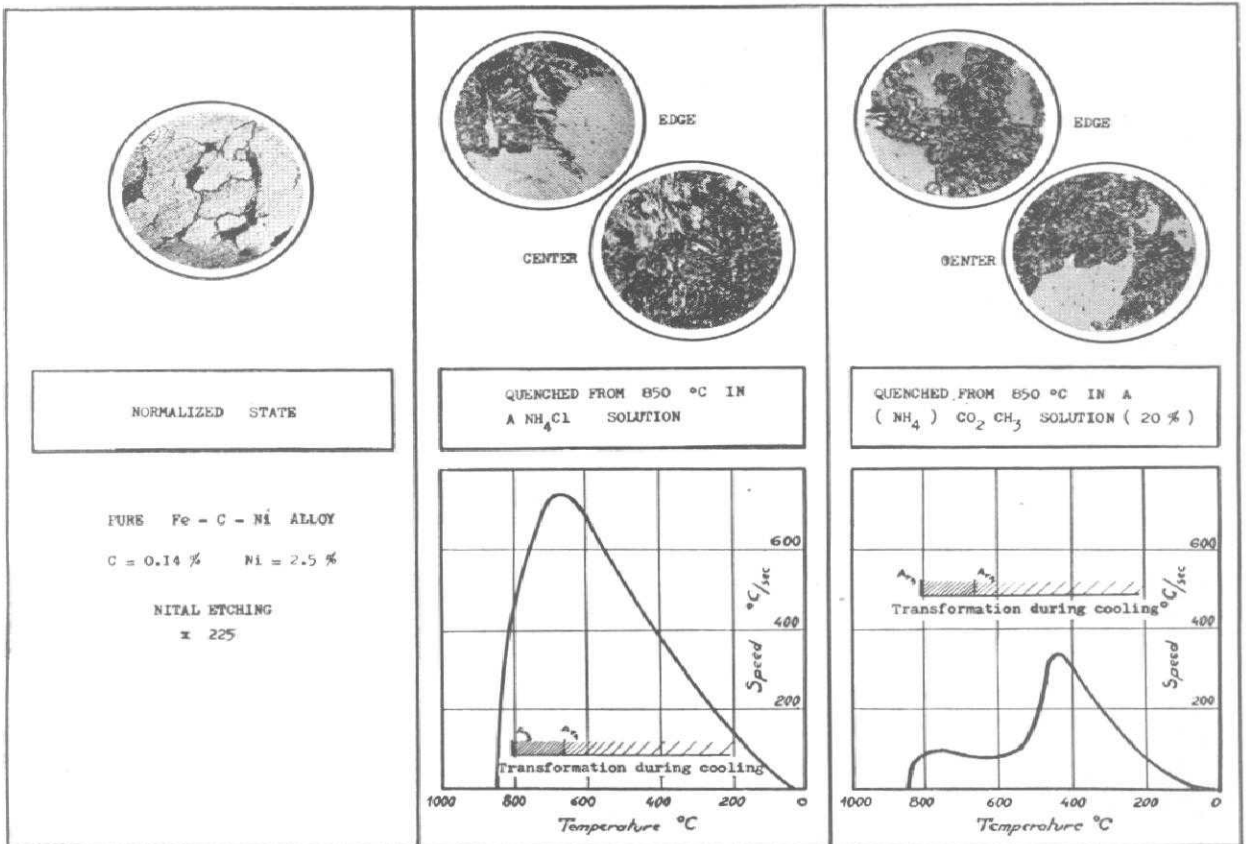 NORMALIZED STATE
PURE Fe - C - Ni ALLOY
C = 0.14 % Ni = 2.5 %
NITAL ETCHING
x 225
EDGE
CENTER
QUENCHED FROM 850 °C IN
A NH4Cl SOLUTION
600
400
200
°C/sec
Speed
Ar3
Transformation during cooling
1000 800 600 400 200
Temperature °C
EDGE
CENTER
QUENCHED FROM 850 °C IN A
( NH4 ) CO2 CH3 SOLUTION ( 20 % )
600
400
200
°C/sec
Speed
Ar3
Transformation during cooling
1000 800 600 400 200 0
Temperature °C